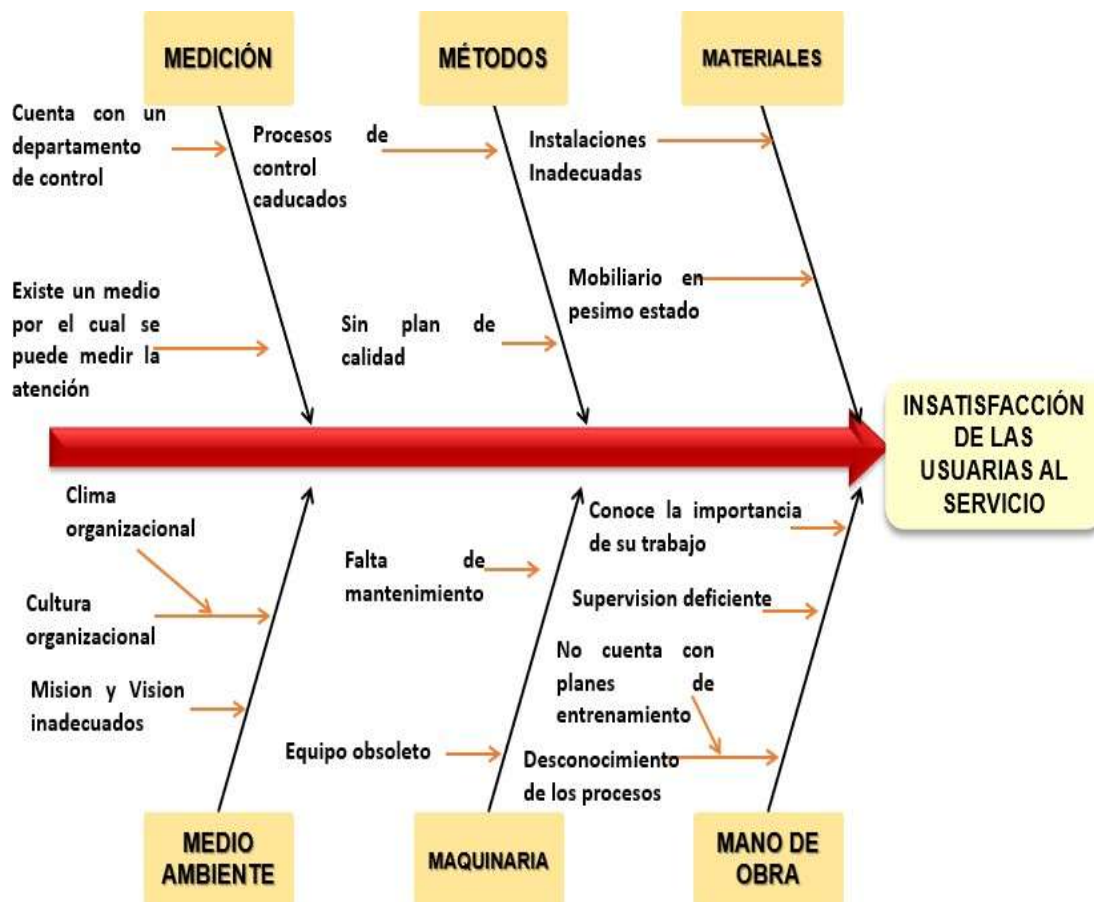 MEDICIÓN
MÉTODOS
MATERIALES
Cuenta con un
departamento
de control
Procesos de
control
caducados
Instalaciones
Inadecuadas
Existe un medio
por el cual se
puede medir la
atención
Sin plan de
calidad
Mobiliario en
pesimo estado
INSATISFACCIÓN
DE LAS
USUARIAS AL
SERVICIO
Clima
organizacional
Cultura
organizacional
Mision y Vision
inadecuados
Falta de
mantenimiento
Equipo obsoleto
Conoce la importancia
de su trabajo
Supervision deficiente
No cuenta con
planes de
entrenamiento
Desconocimiento
de los procesos
MEDIO
AMBIENTE
MAQUINARIA
MANO DE
OBRA